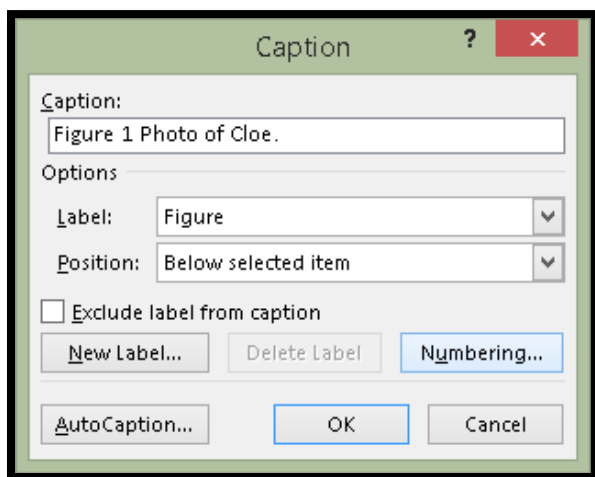 Caption ? ×
Caption:
Figure 1 Photo of Cloe.
Options
Label: Figure
Position: Below selected item
Exclude label from caption
New Label... Delete Label Numbering...
AutoCaption... OK Cancel